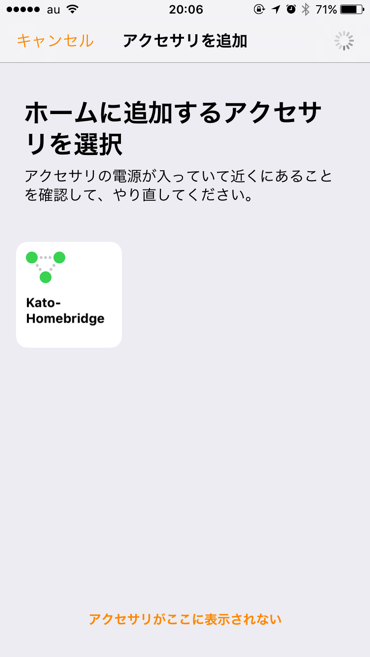 au 20:06 71%
キャンセル アクセサリを追加
ホームに追加するアクセサ
リを選択
アクセサリの電源が入っていて近くにあること
を確認して、やり直してください。
Kato-
Homebridge
アクセサリがここに表示されない